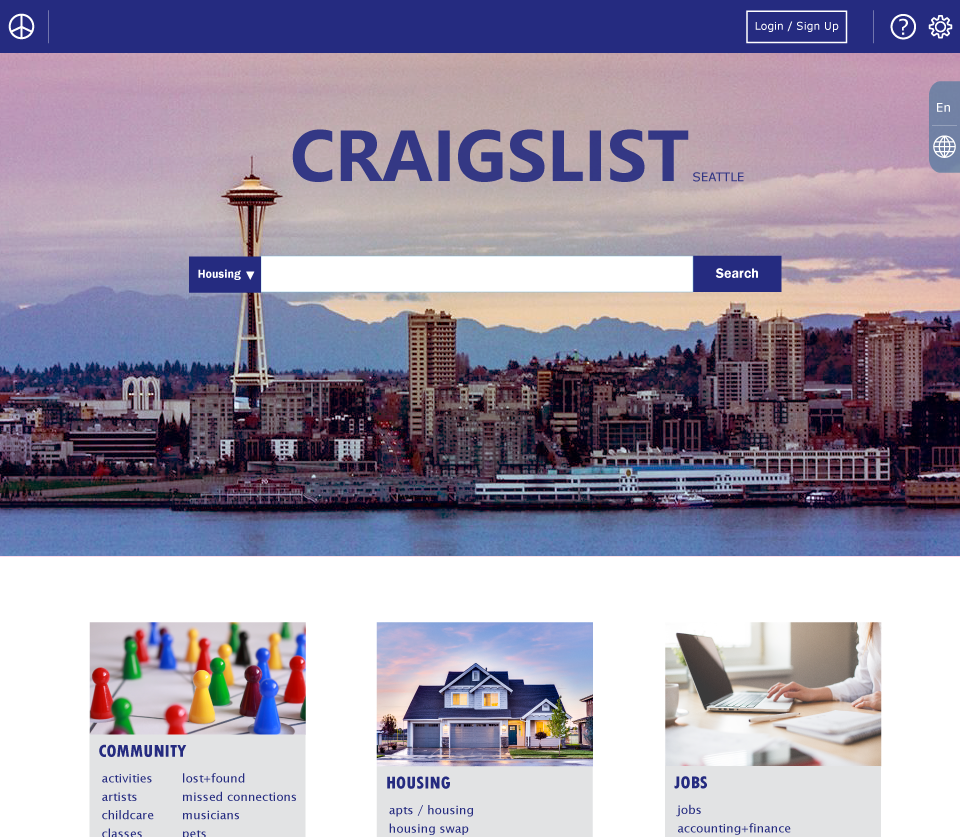 Login / Sign Up
En
CRAIGSLIST
SEATTLE
Housing ▼
Search
COMMUNITY
activities
artists
childcare
classes
lost+found
missed connections
musicians
pets
HOUSING
apts / housing
housing swap
JOBS
jobs
accounting+finance